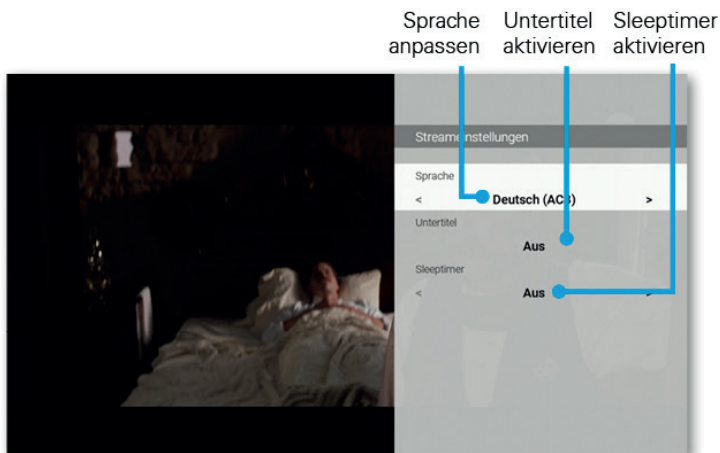 Sprache anpassen
Untertitel aktivieren
Sleeptimer aktivieren
Streameinstellungen
Sprache
< Deutsch (AC3) >
Untertitel
Aus
Sleeptimer
< Aus >